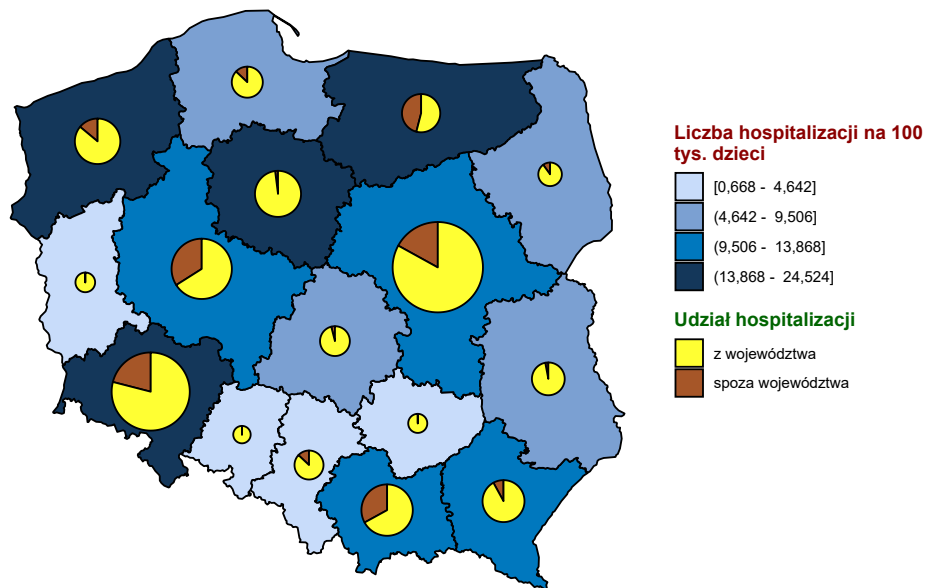 Liczba hospitalizacji na 100
tys. dzieci
[0,668 - 4,642]
(4,642 - 9,506]
(9,506 - 13,868]
(13,868 - 24,524]
Udział hospitalizacji
z województwa
spoza województwa